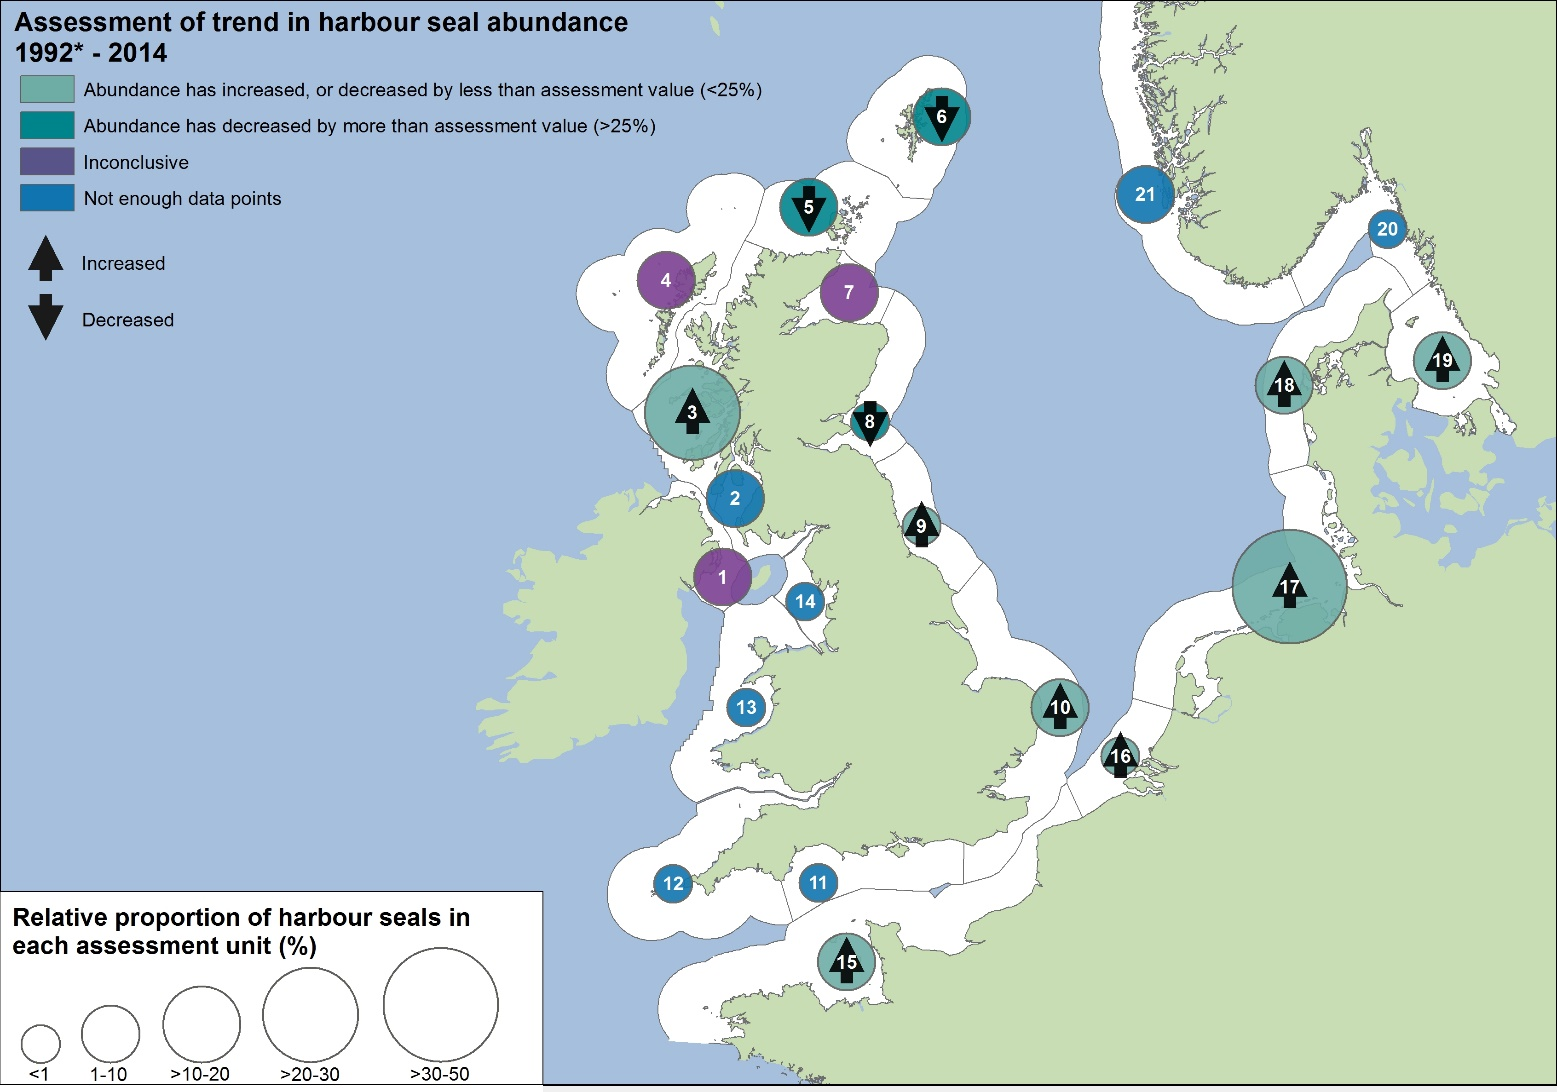 Assessment of trend in harbour seal abundance
1992* - 2014
Abundance has increased, or decreased by less than assessment value (<25%)
Abundance has decreased by more than assessment value (>25%)
Inconclusive
Not enough data points
Increased
Decreased
6
21
5
20
4
7
19
18
3
8
2
9
1
17
14
13
10
16
12
11
15
Relative proportion of harbour seals in
each assessment unit (%)
<1 1-10 >10-20 >20-30 >30-50